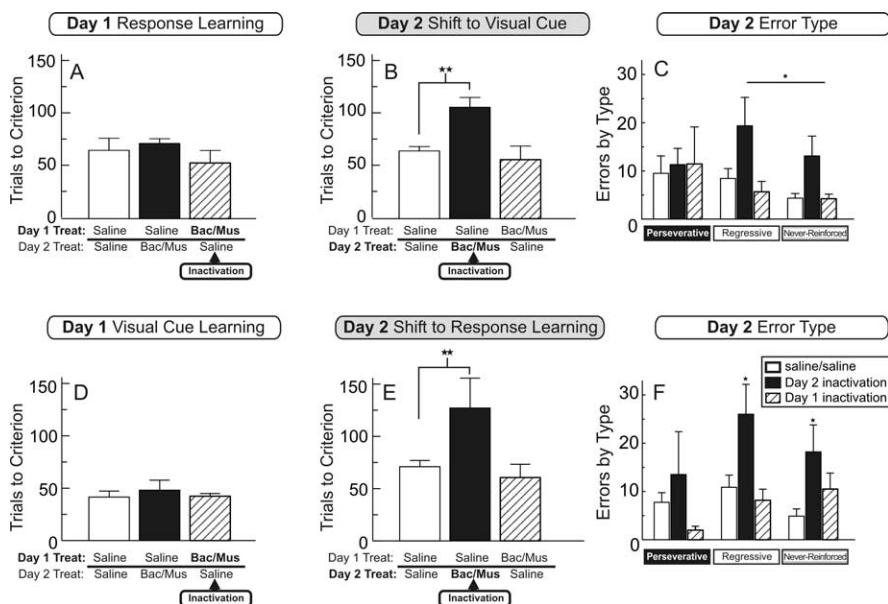 Day 1 Response Learning
Day 2 Shift to Visual Cue
Day 2 Error Type
A
Trials to Criterion
150
100
50
0
Day 1 Treat: Saline Saline Bac/Mus
Day 2 Treat: Saline Bac/Mus Saline
Inactivation
B
★★
Trials to Criterion
150
100
50
0
Day 1 Treat: Saline Saline Bac/Mus
Day 2 Treat: Saline Bac/Mus Saline
Inactivation
C
*
Errors by Type
30
20
10
0
Perseverative Regressive Never-Reinforced
Day 1 Visual Cue Learning
Day 2 Shift to Response Learning
Day 2 Error Type
D
Trials to Criterion
150
100
50
0
Day 1 Treat: Saline Saline Bac/Mus
Day 2 Treat: Saline Bac/Mus Saline
Inactivation
E
★★
Trials to Criterion
150
100
50
0
Day 1 Treat: Saline Saline Bac/Mus
Day 2 Treat: Saline Bac/Mus Saline
Inactivation
F
saline/saline
Day 2 inactivation
Day 1 inactivation
* *
Errors by Type
30
20
10
0
Perseverative Regressive Never-Reinforced